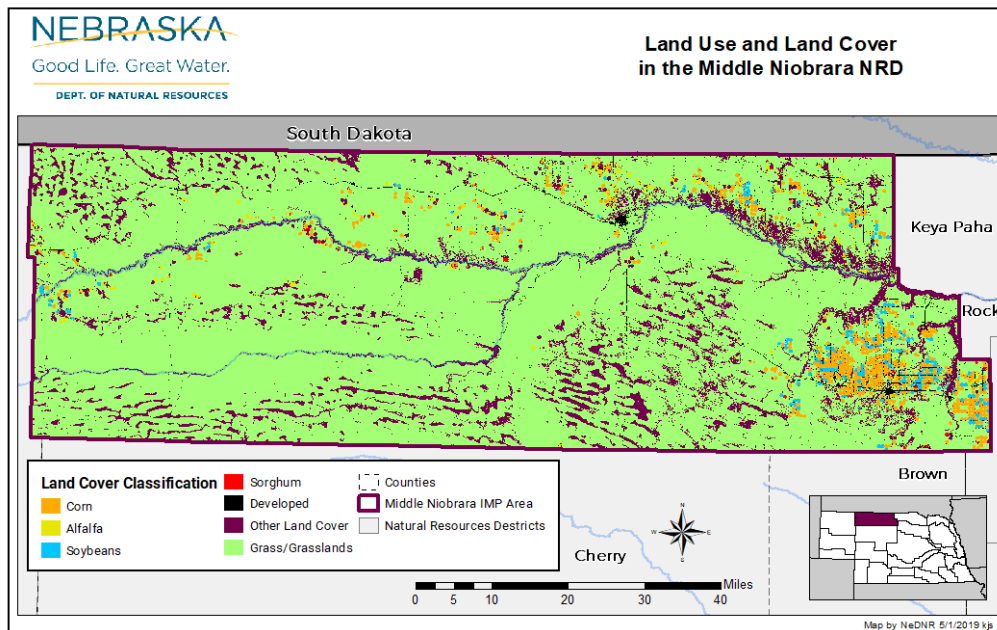 NEBRASKA
Good Life. Great Water.
DEPT. OF NATURAL RESOURCES
Land Use and Land Cover
in the Middle Niobrara NRD
South Dakota
Keya Paha
Rock
Brown
Cherry
Land Cover Classification
Corn
Alfalfa
Soybeans
Sorghum
Developed
Other Land Cover
Grass/Grasslands
Counties
Middle Niobrara IMP Area
Natural Resources Destricts
N
W
E
S
Miles
0 5 10 20 30 40
Map by NeDNR 5/1/2019 kjs